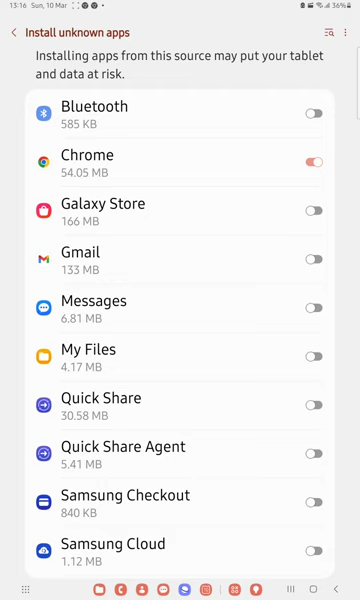 13:16 Sun, 10 Mar 36%
Install unknown apps
Installing apps from this source may put your tablet
and data at risk.
Bluetooth
585 KB
Chrome
54.05 MB
Galaxy Store
166 MB
Gmail
133 MB
Messages
6.81 MB
My Files
4.17 MB
Quick Share
30.58 MB
Quick Share Agent
5.41 MB
Samsung Checkout
840 KB
Samsung Cloud
1.12 MB